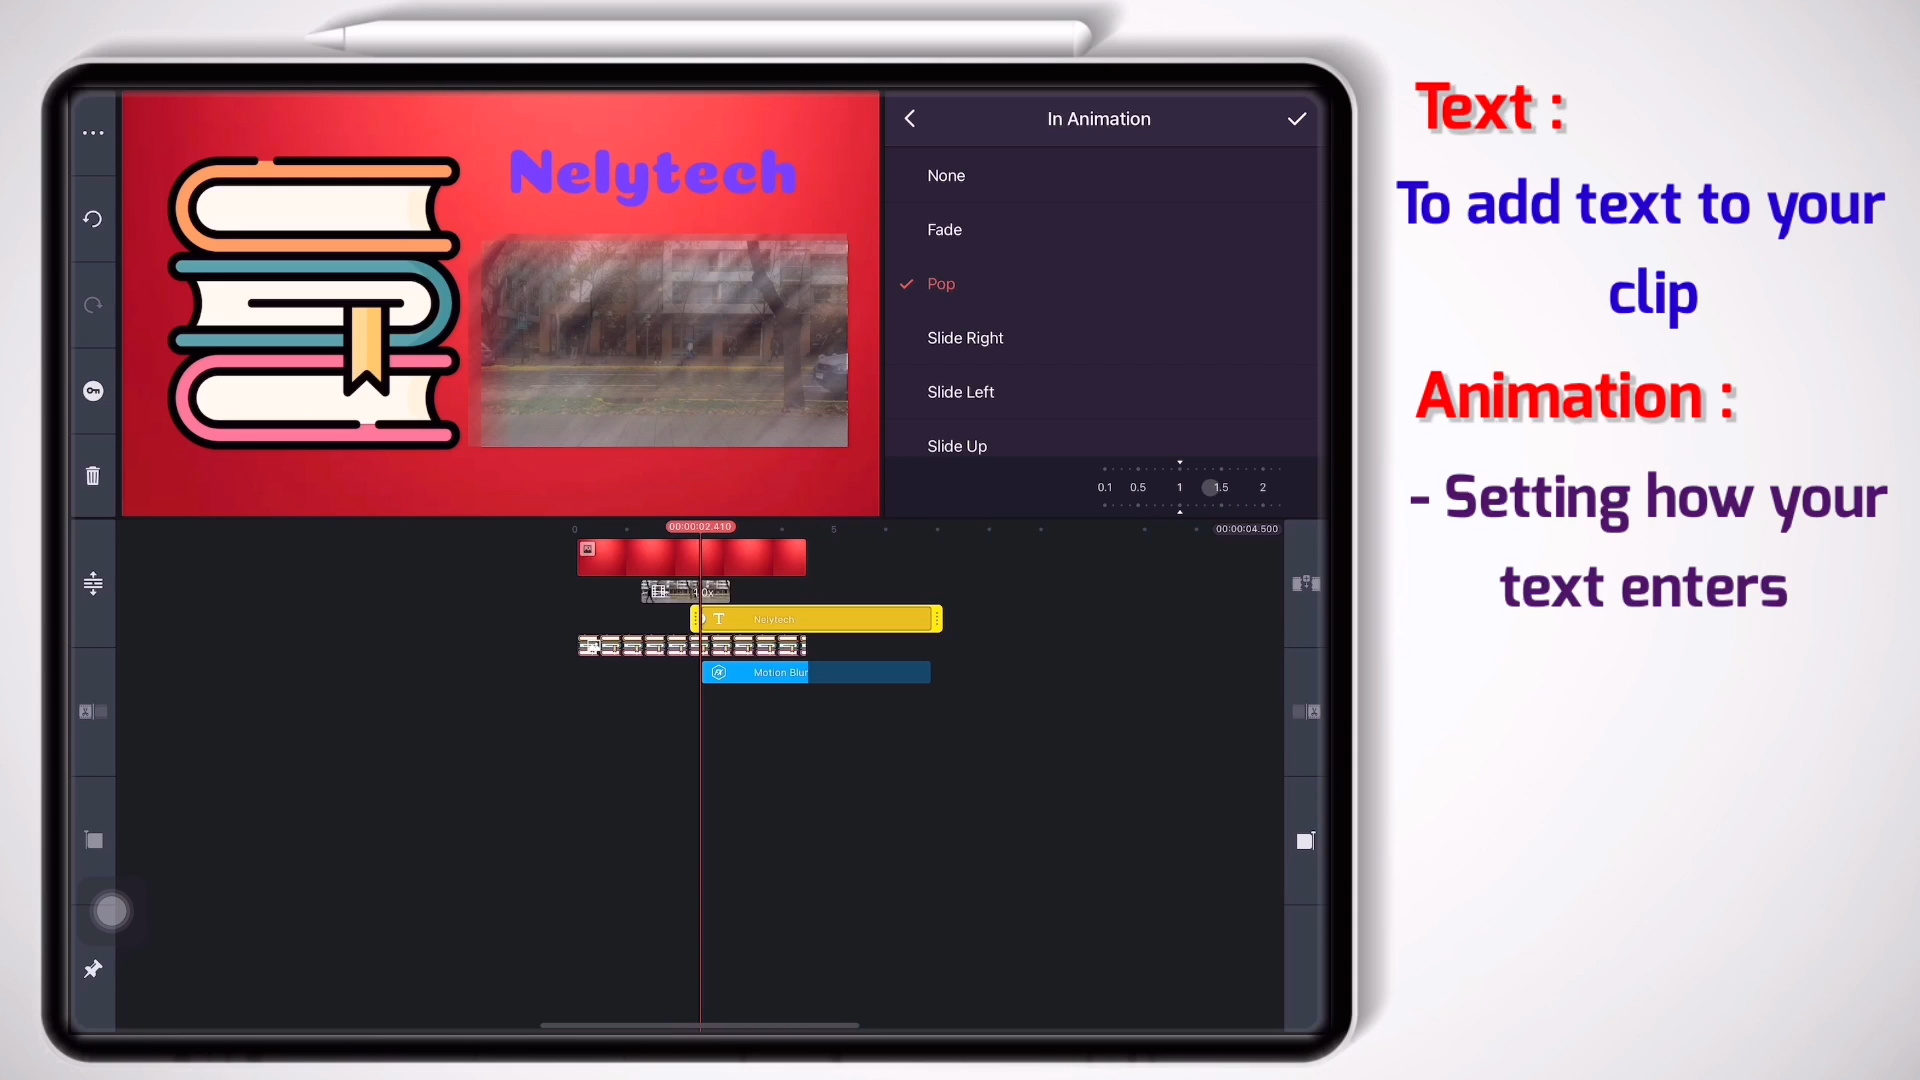 Nelytech
In Animation
None
Fade
Pop
Slide Right
Slide Left
Slide Up
0.1 0.5 1 1.5 2
0 00:00:02.410 5 00:00:04.500
T Nelytech
Motion Blur
Text :
To add text to your
clip
Animation :
- Setting how your
text enters